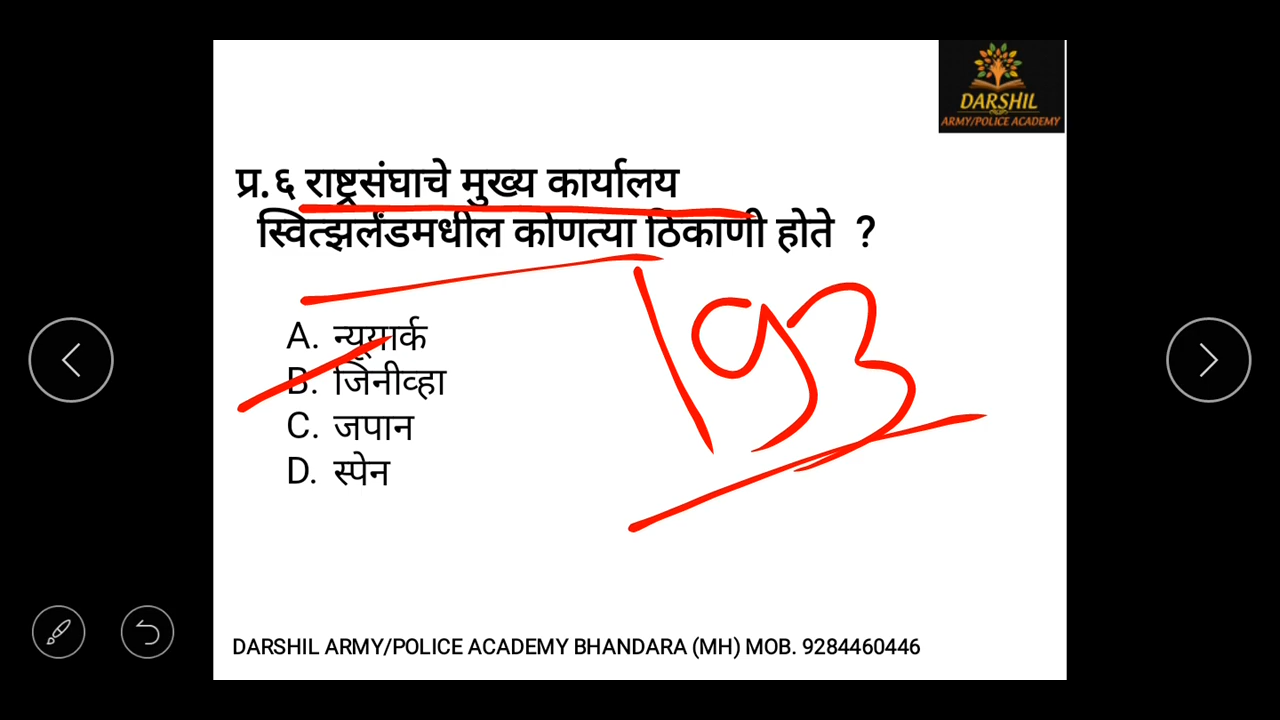 DARSHIL
ARMY/POLICE ACADEMY
प्र.६ राष्ट्रसंघाचे मुख्य कार्यालय
स्वित्झर्लंडमधील कोणत्या ठिकाणी होते ?
A. न्यूयार्क
B. जिनीव्हा
C. जपान
D. स्पेन
193
DARSHIL ARMY/POLICE ACADEMY BHANDARA (MH) MOB. 9284460446